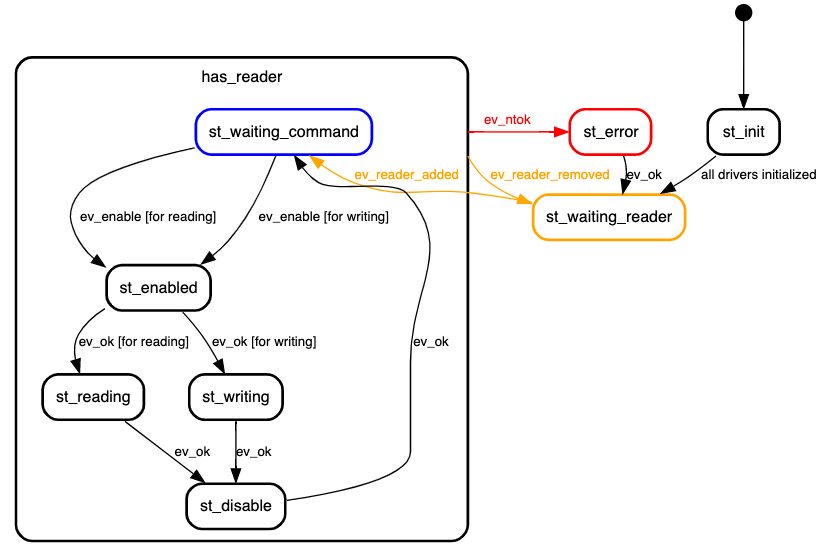 has_reader
st_waiting_command
ev_ntok
st_error
st_init
ev_reader_added
ev_reader_removed
ev_ok
all drivers initialized
ev_enable [for reading]
ev_enable [for writing]
st_waiting_reader
st_enabled
ev_ok [for reading]
ev_ok [for writing]
ev_ok
st_reading
st_writing
ev_ok
ev_ok
st_disable